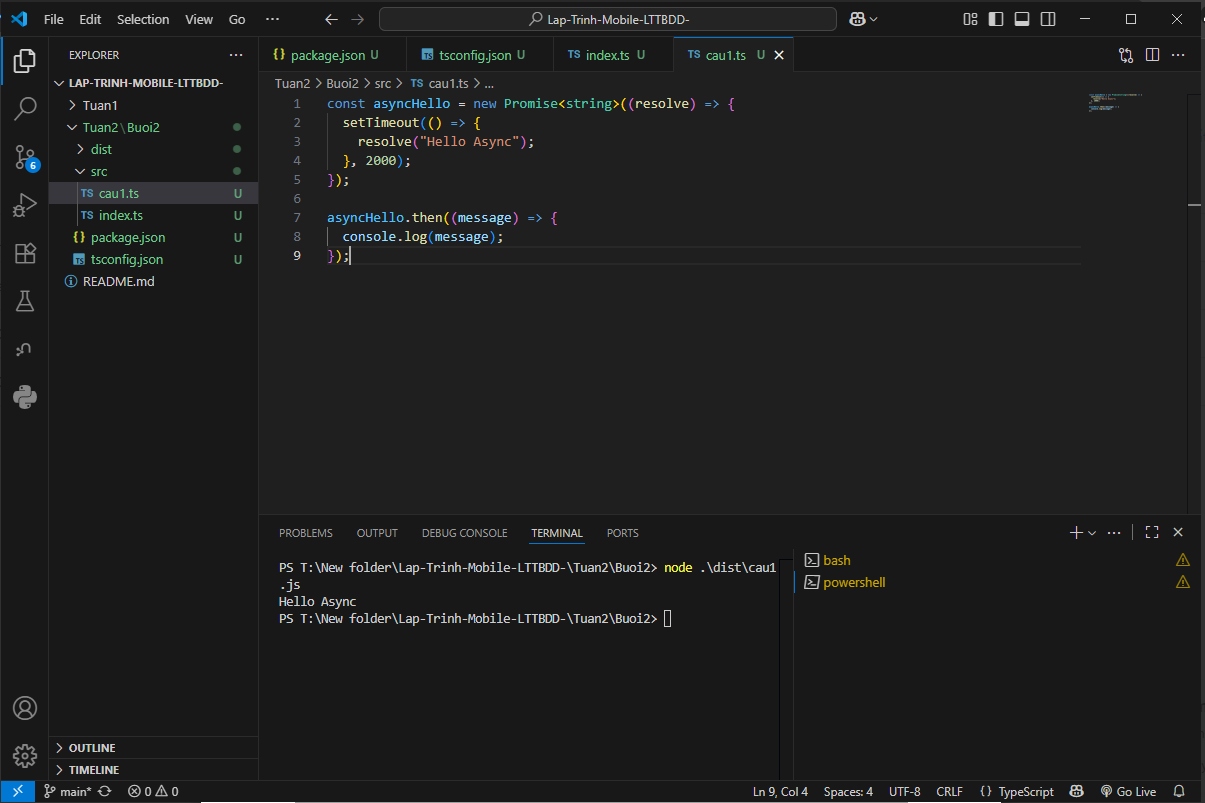 File Edit Selection View Go ··· Lap-Trinh-Mobile-LTTBDD-
EXPLORER ···
LAP-TRINH-MOBILE-LTTBDD-
Tuan1
Tuan2\Buoi2
dist
src
TS cau1.ts U
TS index.ts U
{} package.json U
TS tsconfig.json U
README.md
OUTLINE
TIMELINE
6
{} package.json U TS tsconfig.json U TS index.ts U TS cau1.ts U
Tuan2 > Buoi2 > src > TS cau1.ts > ...
1 const asyncHello = new Promise<string>((resolve) => {
2 setTimeout(() => {
3 resolve("Hello Async");
4 }, 2000);
5 });
6
7 asyncHello.then((message) => {
8 console.log(message);
9 });
PROBLEMS OUTPUT DEBUG CONSOLE TERMINAL PORTS
PS T:\New folder\Lap-Trinh-Mobile-LTTBDD-\Tuan2\Buoi2> node .\dist\cau1
.js
Hello Async
PS T:\New folder\Lap-Trinh-Mobile-LTTBDD-\Tuan2\Buoi2>
bash
powershell
main* 0 0 Ln 9, Col 4 Spaces: 4 UTF-8 CRLF {} TypeScript Go Live